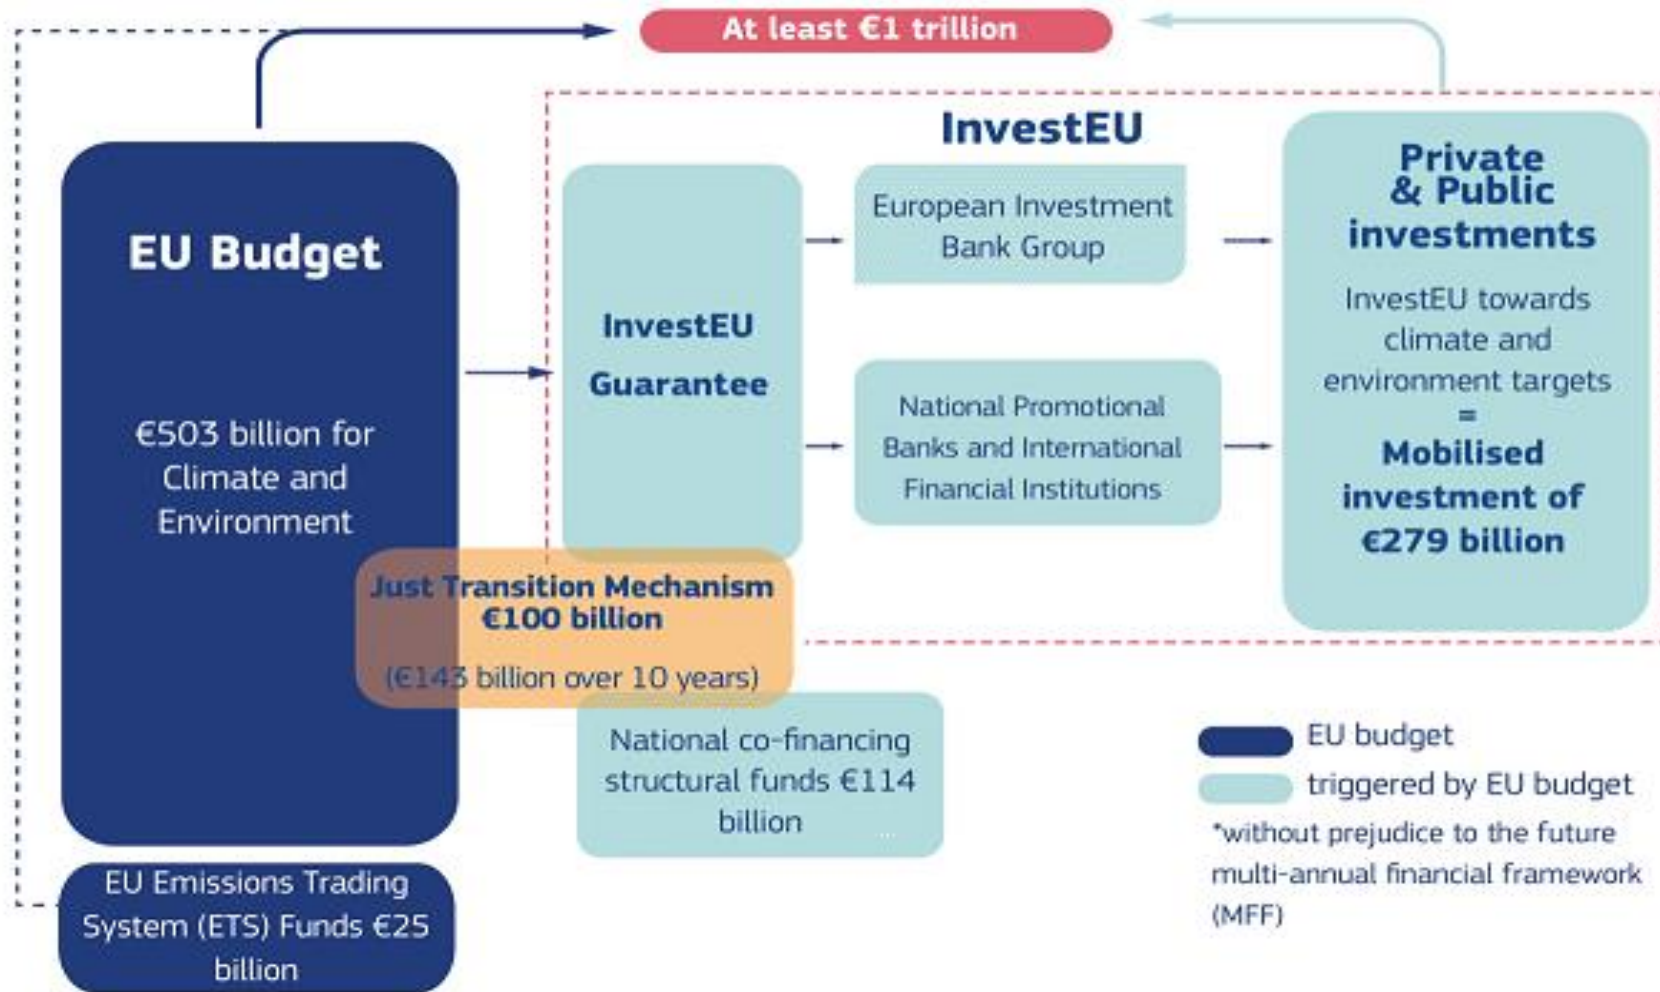 At least €1 trillion
InvestEU
EU Budget
€503 billion for
Climate and
Environment
InvestEU
Guarantee
European Investment
Bank Group
National Promotional
Banks and International
Financial Institutions
Private
& Public
investments
InvestEU towards
climate and
environment targets
=
Mobilised
investment of
€279 billion
Just Transition Mechanism
€100 billion
(€143 billion over 10 years)
National co-financing
structural funds €114
billion
EU Emissions Trading
System (ETS) Funds €25
billion
EU budget
triggered by EU budget
*without prejudice to the future
multi-annual financial framework
(MFF)